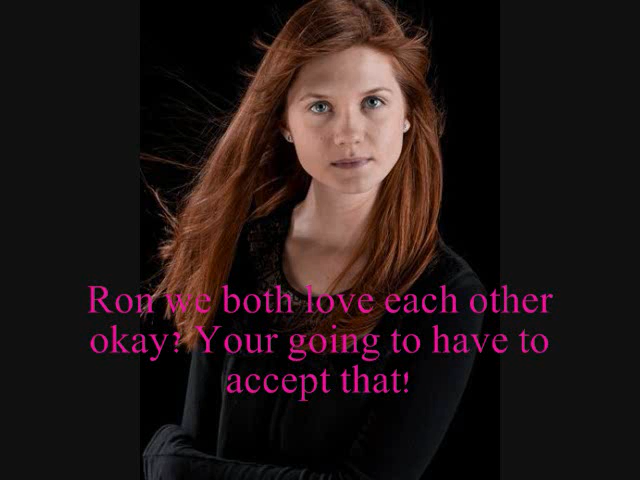 Ron we both love each other
okay? Your going to have to
accept that!